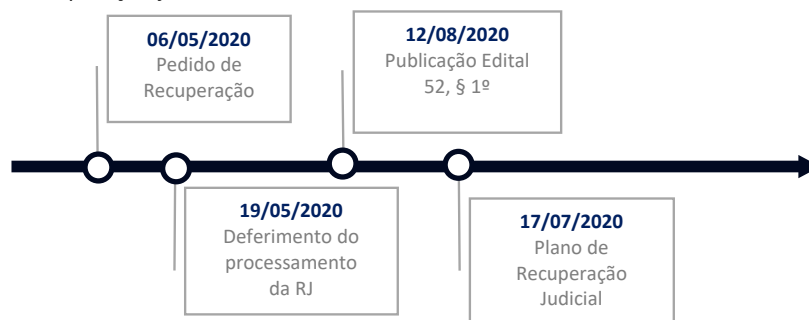 06/05/2020
Pedido de
Recuperação
12/08/2020
Publicação Edital
52, § 1º
19/05/2020
Deferimento do
processamento
da RJ
17/07/2020
Plano de
Recuperação
Judicial